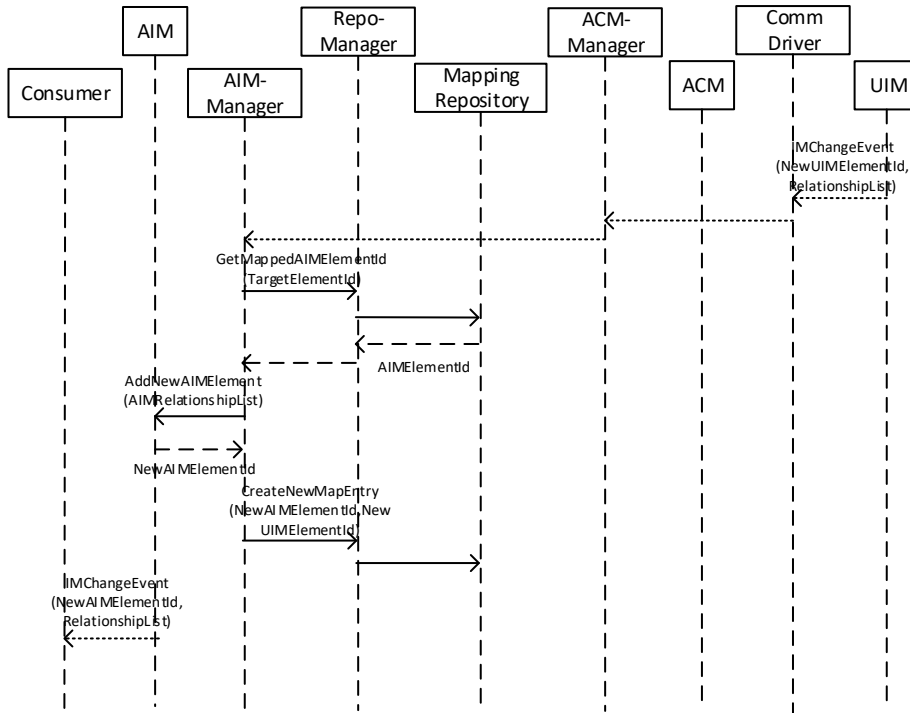 AIM
Repo-
Manager
ACM-
Manager
Comm
Driver
Consumer
AIM-
Manager
Mapping
Repository
ACM
UIM
IMChangeEvent
(NewUIMElementId,
RelationshipList)
GetMappedAIMElementId
(TargetElementId)
AIMElementId
AddNewAIMElement
(AIMRelationshipList)
NewAIMElementId
CreateNewMapEntry
(NewAIMElementId,New
UIMElementId)
IMChangeEvent
(NewAIMElementId,
RelationshipList)